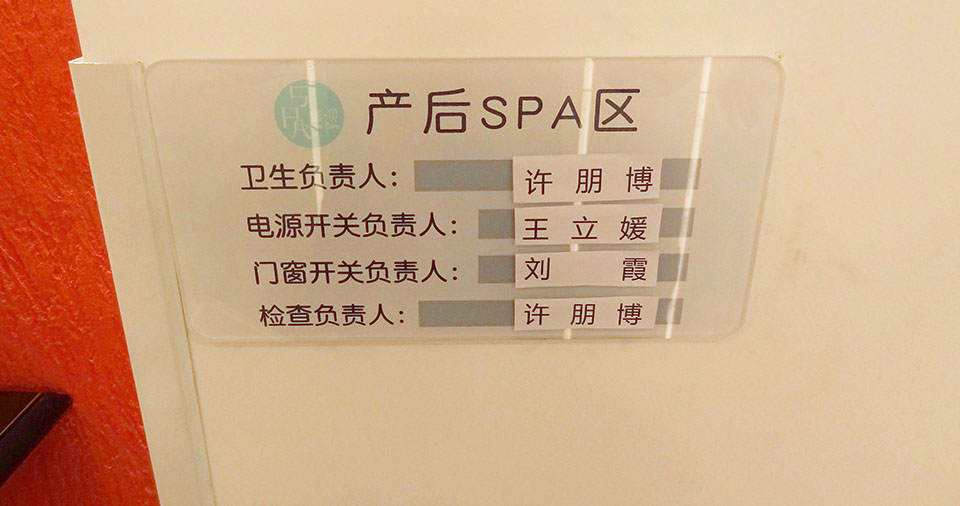 产后SPA区
卫生负责人：许朋博
电源开关负责人：王立媛
门窗开关负责人：刘霞
检查负责人：许朋博